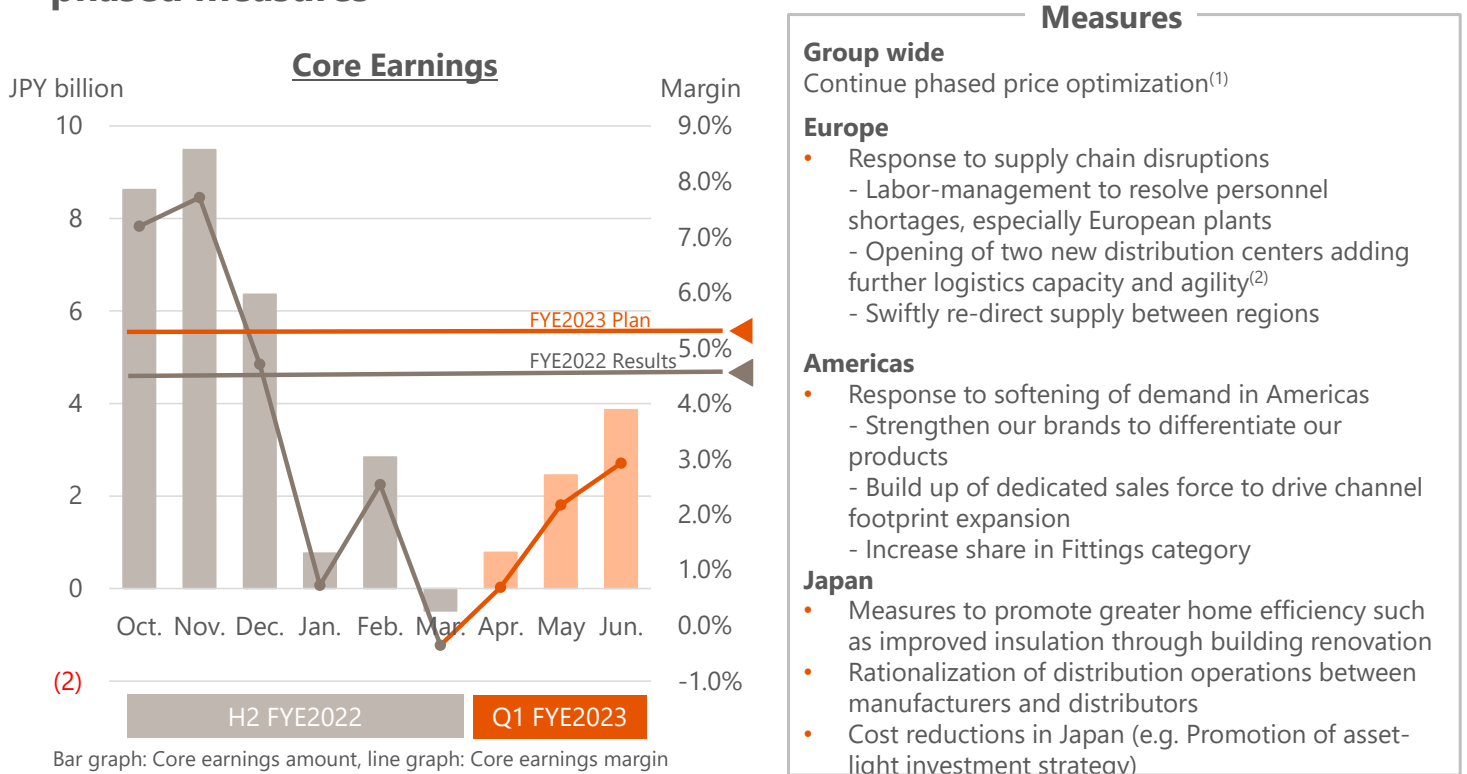 phased measures
Core Earnings
JPY billion
Margin
10
8
6
4
2
0
(2)
9.0%
8.0%
7.0%
6.0%
5.0%
4.0%
3.0%
2.0%
1.0%
0.0%
-1.0%
FYE2023 Plan
FYE2022 Results
Oct. Nov. Dec. Jan. Feb. Mar. Apr. May Jun.
H2 FYE2022
Q1 FYE2023
Bar graph: Core earnings amount, line graph: Core earnings margin
Measures
Group wide
Continue phased price optimization(1)
Europe
• Response to supply chain disruptions
- Labor-management to resolve personnel
shortages, especially European plants
- Opening of two new distribution centers adding
further logistics capacity and agility(2)
- Swiftly re-direct supply between regions
Americas
• Response to softening of demand in Americas
- Strengthen our brands to differentiate our
products
- Build up of dedicated sales force to drive channel
footprint expansion
- Increase share in Fittings category
Japan
• Measures to promote greater home efficiency such
as improved insulation through building renovation
• Rationalization of distribution operations between
manufacturers and distributors
• Cost reductions in Japan (e.g. Promotion of asset-
light investment strategy)